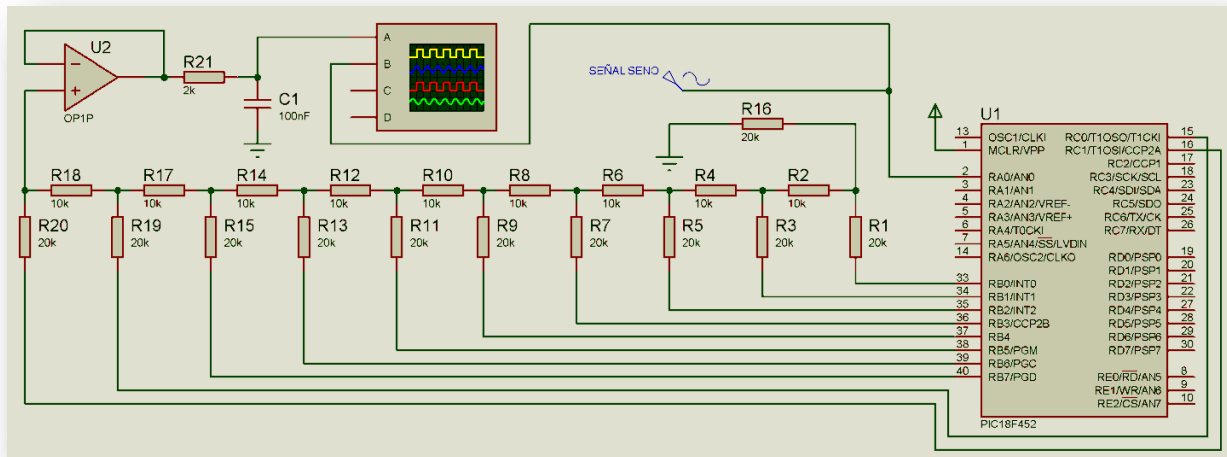 U2
OP1P
R21
2k
C1
100nF
A
B
C
D
SEÑAL SENO
R16
20k
U1
R18
10k
R17
10k
R14
10k
R12
10k
R10
10k
R8
10k
R6
10k
R4
10k
R2
10k
R20
20k
R19
20k
R15
20k
R13
20k
R11
20k
R9
20k
R7
20k
R5
20k
R3
20k
R1
20k
13 OSC1/CLKI RC0/T1OSO/T1CKI 15
1 MCLR/VPP RC1/T1OSI/CCP2A 16
RC2/CCP1 17
2 RA0/AN0 RC3/SCK/SCL 18
3 RA1/AN1 RC4/SDI/SDA 23
4 RA2/AN2/VREF- RC5/SDO 24
5 RA3/AN3/VREF+ RC6/TX/CK 25
6 RA4/T0CKI RC7/RX/DT 26
7 RA5/AN4/SS/LVDIN
14 RA6/OSC2/CLKO RD0/PSP0 19
RD1/PSP1 20
33 RB0/INT0 RD2/PSP2 21
34 RB1/INT1 RD3/PSP3 22
35 RB2/INT2 RD4/PSP4 27
36 RB3/CCP2B RD5/PSP5 28
37 RB4 RD6/PSP6 29
38 RB5/PGM RD7/PSP7 30
39 RB6/PGC
40 RB7/PGD RE0/RD/AN5 8
RE1/WR/AN6 9
RE2/CS/AN7 10
PIC18F452